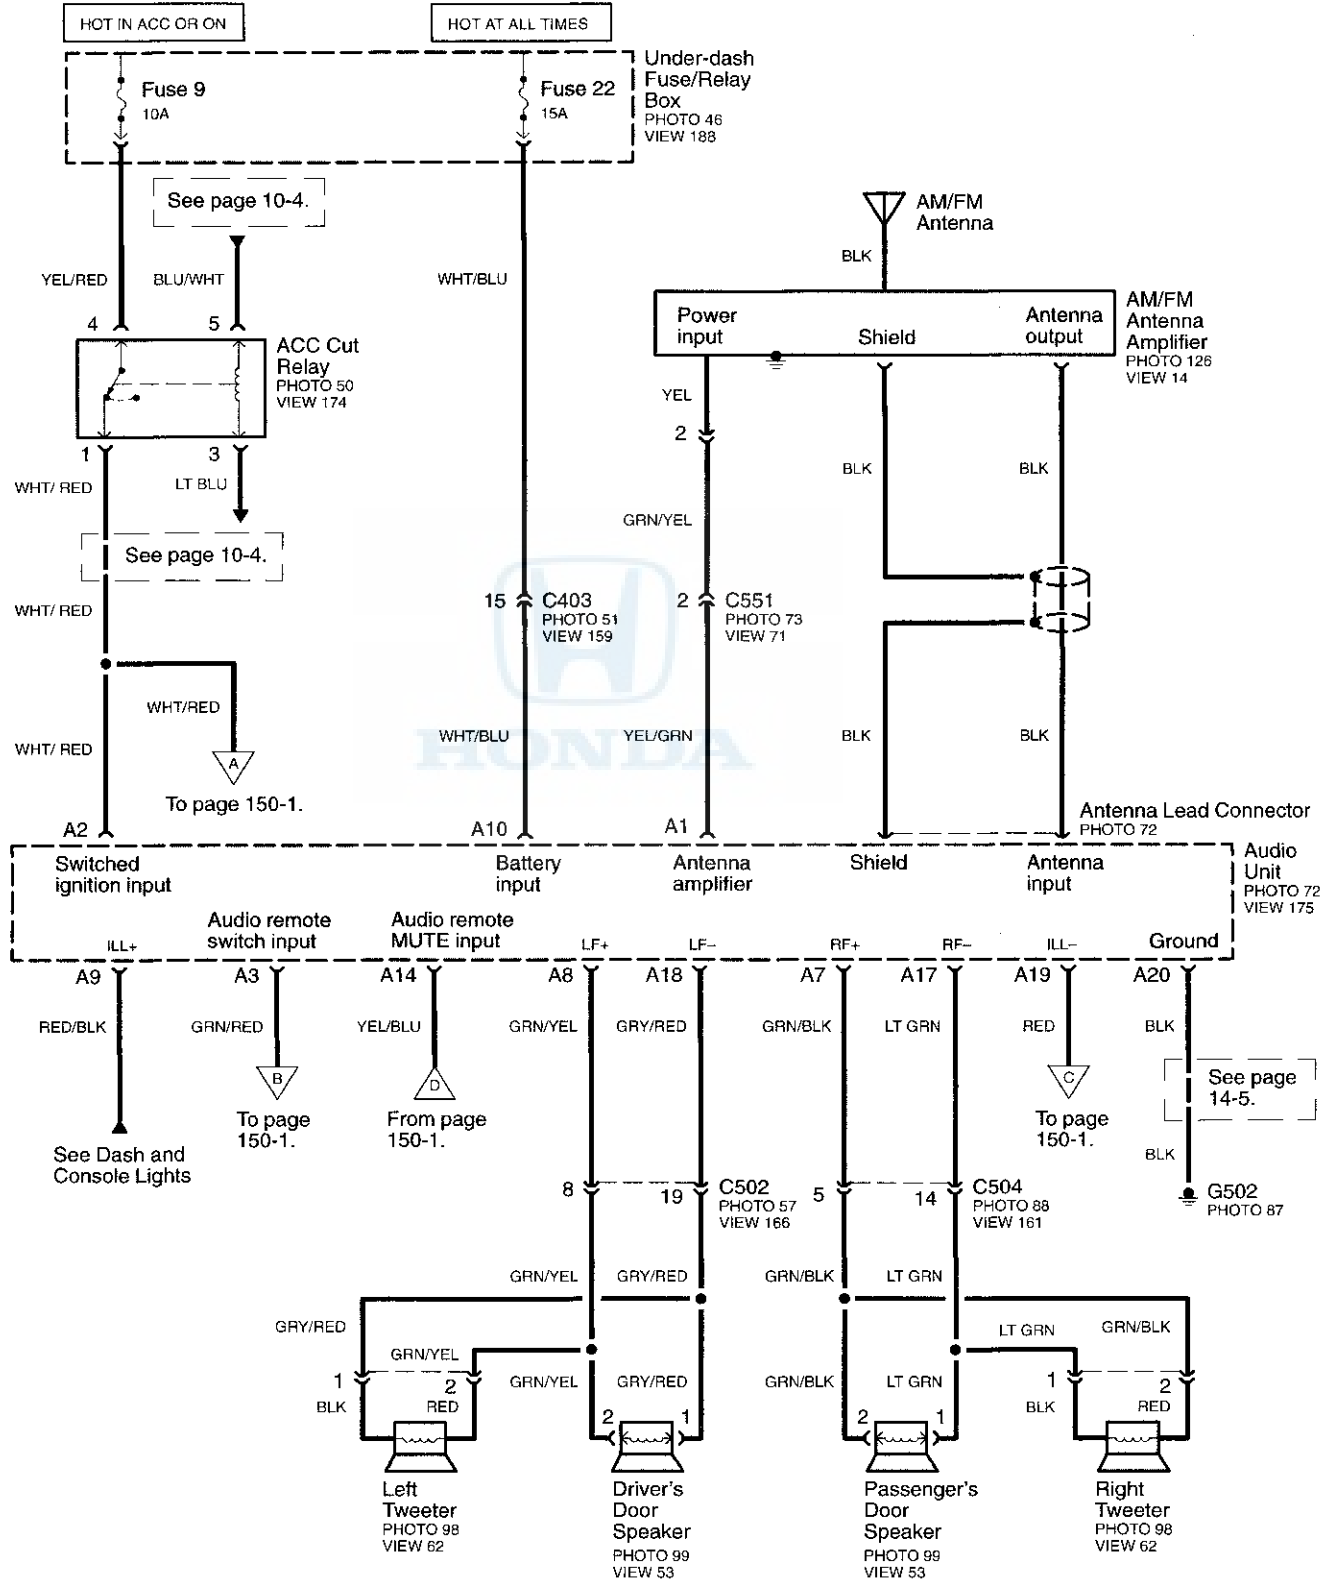 HOT IN ACC OR ON
HOT AT ALL TIMES
Fuse 9
10A
Fuse 22
15A
Under-dash
Fuse/Relay
Box
PHOTO 46
VIEW 188
See page 10-4.
AM/FM
Antenna
BLK
YEL/RED
BLU/WHT
WHT/BLU
4
5
ACC Cut
Relay
PHOTO 50
VIEW 174
Power
input
Shield
Antenna
output
AM/FM
Antenna
Amplifier
PHOTO 126
VIEW 14
YEL
2
1
3
WHT/ RED
LT BLU
BLK
BLK
GRN/YEL
See page 10-4.
WHT/ RED
15
C403
PHOTO 51
VIEW 159
2
C551
PHOTO 73
VIEW 71
WHT/RED
WHT/ RED
WHT/BLU
YEL/GRN
BLK
BLK
HONDA
A
To page 150-1.
Antenna Lead Connector
PHOTO 72
A2
A10
A1
Switched
ignition input
Battery
input
Antenna
amplifier
Shield
Antenna
input
Audio
Unit
PHOTO 72
VIEW 175
ILL+
Audio remote
switch input
Audio remote
MUTE input
LF+
LF–
RF+
RF–
ILL–
Ground
A9
A3
A14
A8
A18
A7
A17
A19
A20
RED/BLK
GRN/RED
YEL/BLU
GRN/YEL
GRY/RED
GRN/BLK
LT GRN
RED
BLK
B
D
C
See page
14-5.
To page
150-1.
From page
150-1.
To page
150-1.
See Dash and
Console Lights
BLK
8
19
C502
PHOTO 57
VIEW 166
5
14
C504
PHOTO 88
VIEW 161
G502
PHOTO 87
GRN/YEL
GRY/RED
GRN/BLK
LT GRN
GRY/RED
GRN/YEL
LT GRN
GRN/BLK
1
2
GRN/YEL
GRY/RED
GRN/BLK
LT GRN
1
2
BLK
RED
BLK
RED
2
1
2
1
Left
Tweeter
PHOTO 98
VIEW 62
Driver's
Door
Speaker
PHOTO 99
VIEW 53
Passenger's
Door
Speaker
PHOTO 99
VIEW 53
Right
Tweeter
PHOTO 98
VIEW 62